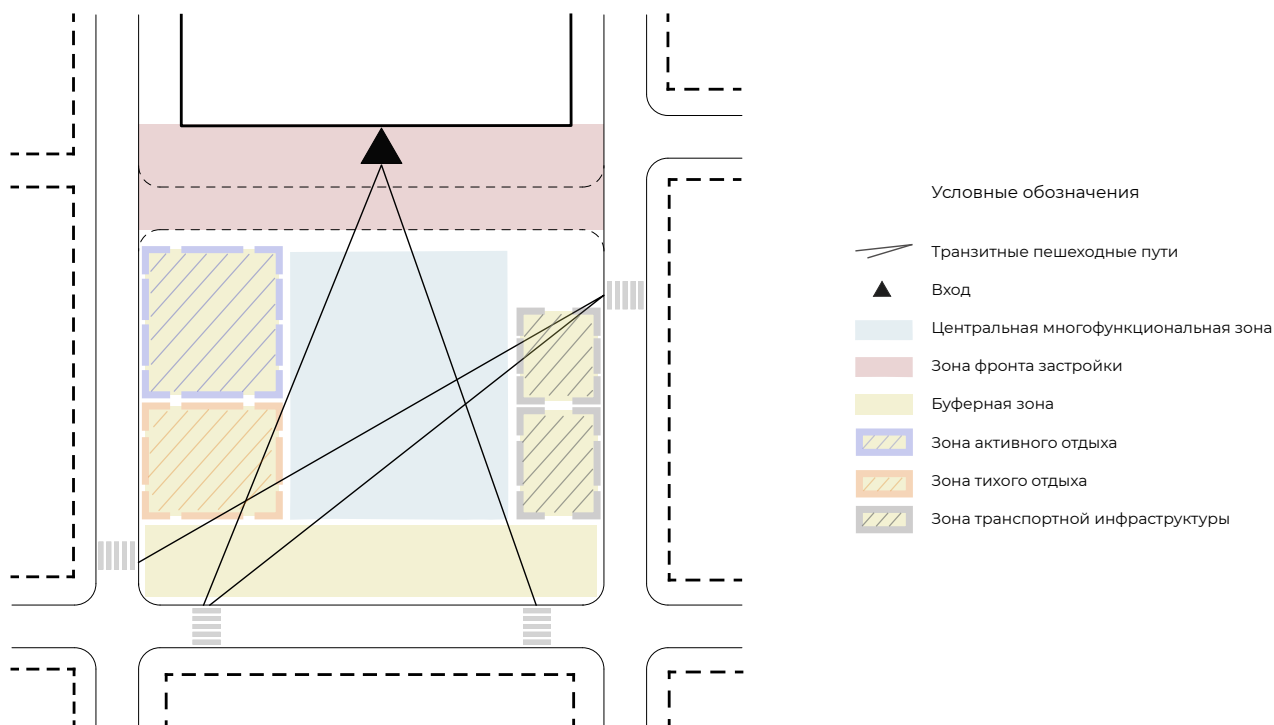 Условные обозначения
Транзитные пешеходные пути
Вход
Центральная многофункциональная зона
Зона фронта застройки
Буферная зона
Зона активного отдыха
Зона тихого отдыха
Зона транспортной инфраструктуры